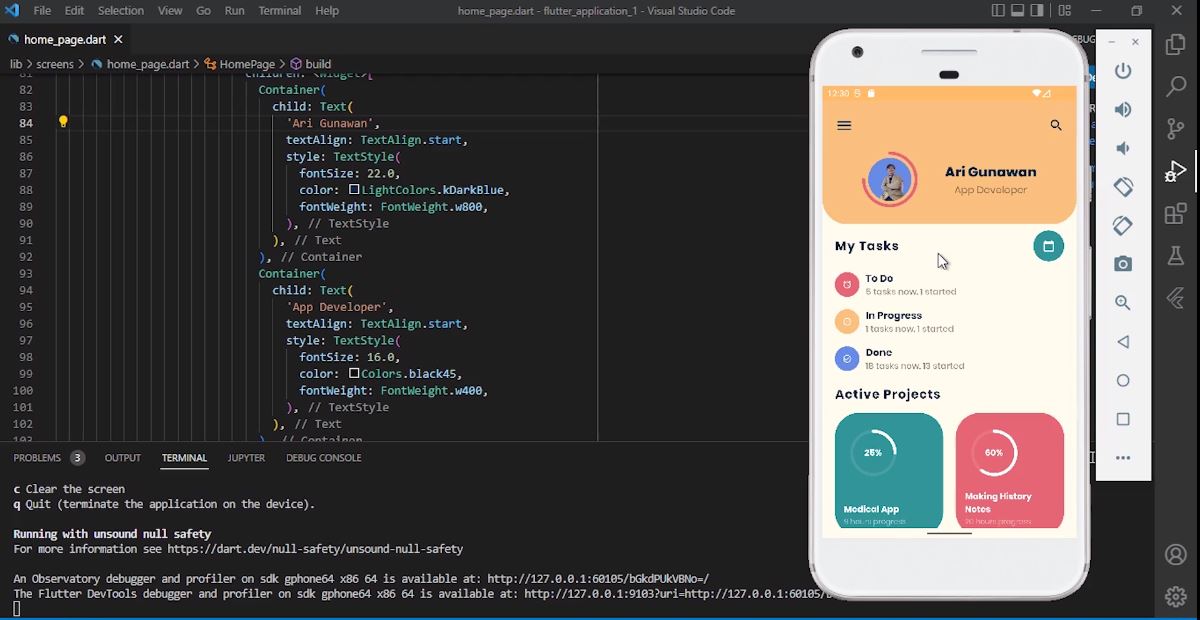 File Edit Selection View Go Run Terminal Help
home_page.dart - flutter_application_1 - Visual Studio Code
home_page.dart
lib > screens > home_page.dart > HomePage > build
82 Container(
83 child: Text(
84 'Ari Gunawan',
85 textAlign: TextAlign.start,
86 style: TextStyle(
87 fontSize: 22.0,
88 color: LightColors.kDarkBlue,
89 fontWeight: FontWeight.w800,
90 ), // TextStyle
91 ), // Text
92 ), // Container
93 Container(
94 child: Text(
95 'App Developer',
96 textAlign: TextAlign.start,
97 style: TextStyle(
98 fontSize: 16.0,
99 color: Colors.black45,
100 fontWeight: FontWeight.w400,
101 ), // TextStyle
102 ), // Text
103 ), // Container
PROBLEMS 3 OUTPUT TERMINAL JUPYTER DEBUG CONSOLE
c Clear the screen
q Quit (terminate the application on the device).
Running with unsound null safety
For more information see https://dart.dev/null-safety/unsound-null-safety
An Observatory debugger and profiler on sdk gphone64 x86 64 is available at: http://127.0.0.1:60105/bGkdPUkVBNo=/
The Flutter DevTools debugger and profiler on sdk gphone64 x86 64 is available at: http://127.0.0.1:9103?uri=http://127.0.0.1:60105/
12:30
Ari Gunawan
App Developer
My Tasks
To Do
5 tasks now. 1 started
In Progress
1 tasks now. 1 started
Done
18 tasks now. 13 started
Active Projects
25%
Medical App
9 hours progress
60%
Making History
Notes
20 hours progress